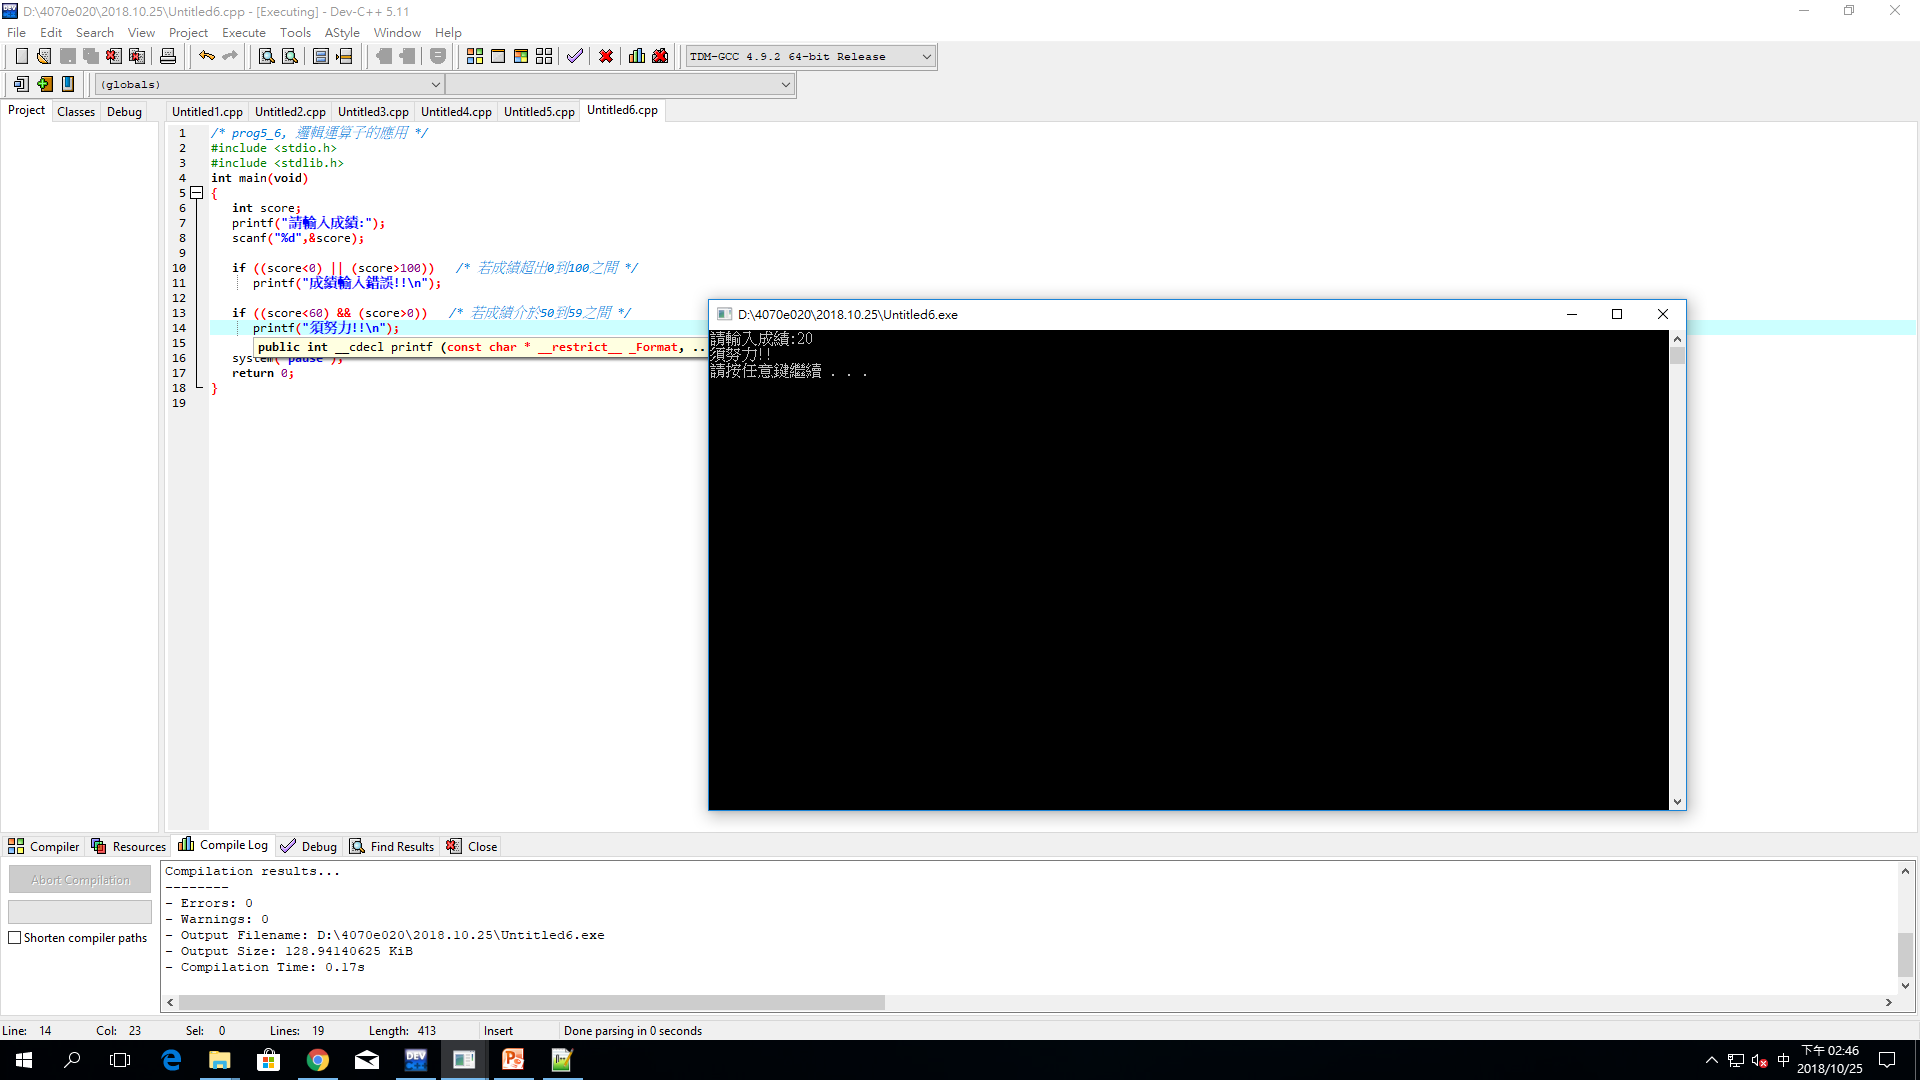 D:\4070e020\2018.10.25\Untitled6.cpp - [Executing] - Dev-C++ 5.11
File Edit Search View Project Execute Tools AStyle Window Help
TDM-GCC 4.9.2 64-bit Release
(globals)
Project Classes Debug Untitled1.cpp Untitled2.cpp Untitled3.cpp Untitled4.cpp Untitled5.cpp Untitled6.cpp
1 /* prog5_6, 邏輯運算子的應用 */
2 #include <stdio.h>
3 #include <stdlib.h>
4 int main(void)
5 {
6 int score;
7 printf("請輸入成績:");
8 scanf("%d",&score);
9
10 if ((score<0) || (score>100)) /* 若成績超出0到100之間 */
11 printf("成績輸入錯誤!!\n");
12
13 if ((score<60) && (score>0)) /* 若成績介於50到59之間 */
14 printf("須努力!!\n");
15
public int __cdecl printf (const char * __restrict__ _Format, ..
16 system("pause");
17 return 0;
18 }
19
D:\4070e020\2018.10.25\Untitled6.exe
請輸入成績:20
須努力!!
請按任意鍵繼續 . . .
Compiler Resources Compile Log Debug Find Results Close
Abort Compilation
Shorten compiler paths
Compilation results...
--------
- Errors: 0
- Warnings: 0
- Output Filename: D:\4070e020\2018.10.25\Untitled6.exe
- Output Size: 128.94140625 KiB
- Compilation Time: 0.17s
Line: 14 Col: 23 Sel: 0 Lines: 19 Length: 413 Insert Done parsing in 0 seconds
DEV
中
下午 02:46
2018/10/25